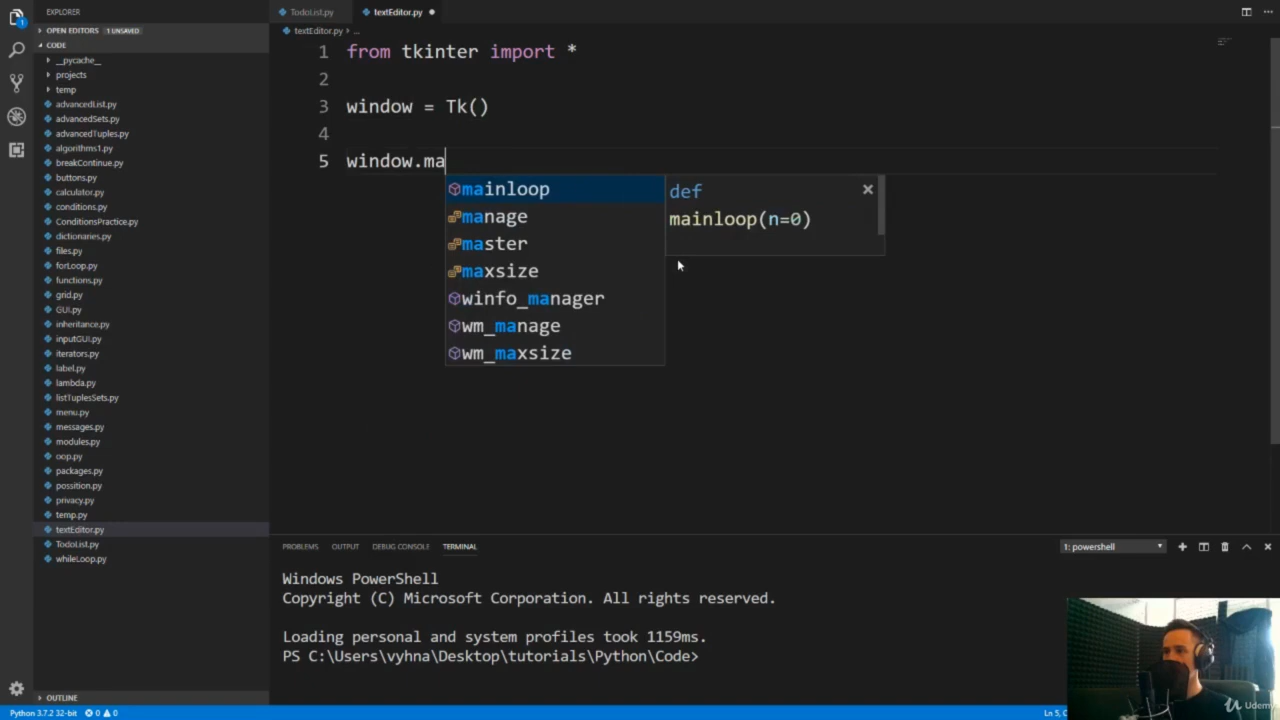 EXPLORER
OPEN EDITORS 1 UNSAVED
CODE
__pycache__
projects
temp
advancedList.py
advancedSets.py
advancedTuples.py
algorithms1.py
breakContinue.py
buttons.py
calculator.py
conditions.py
ConditionsPractice.py
dictionaries.py
files.py
forLoop.py
functions.py
grid.py
GUI.py
inheritance.py
inputGUI.py
iterators.py
label.py
lambda.py
listTuplesSets.py
menu.py
messages.py
modules.py
oop.py
packages.py
possition.py
privacy.py
temp.py
textEditor.py
TodoList.py
whileLoop.py
OUTLINE
TodoList.py textEditor.py
textEditor.py > ...
1 from tkinter import *
2
3 window = Tk()
4
5 window.ma
mainloop
manage
master
maxsize
winfo_manager
wm_manage
wm_maxsize
def
mainloop(n=0)
PROBLEMS OUTPUT DEBUG CONSOLE TERMINAL
1: powershell
Windows PowerShell
Copyright (C) Microsoft Corporation. All rights reserved.
Loading personal and system profiles took 1159ms.
PS C:\Users\vyhna\Desktop\tutorials\Python\Code>
Python 3.7.2 32-bit 0 0
Ln 5,
Udemy